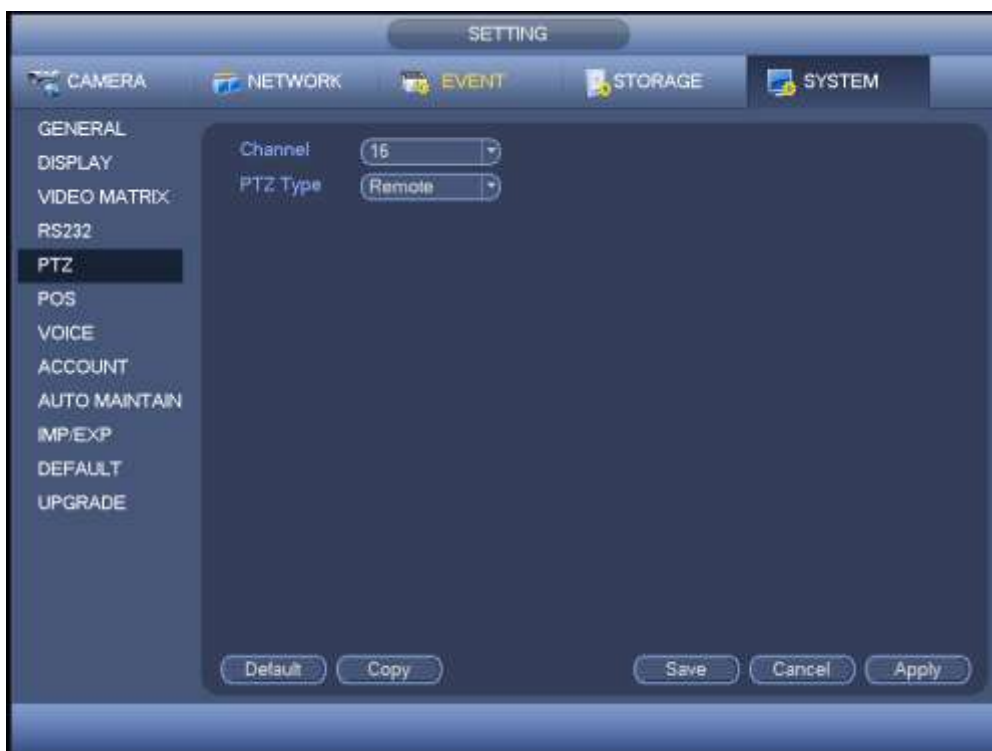 SETTING
CAMERA NETWORK EVENT STORAGE SYSTEM
GENERAL
DISPLAY
VIDEO MATRIX
RS232
PTZ
POS
VOICE
ACCOUNT
AUTO MAINTAIN
IMP/EXP
DEFAULT
UPGRADE
Channel 16
PTZ Type Remote
Default Copy Save Cancel Apply